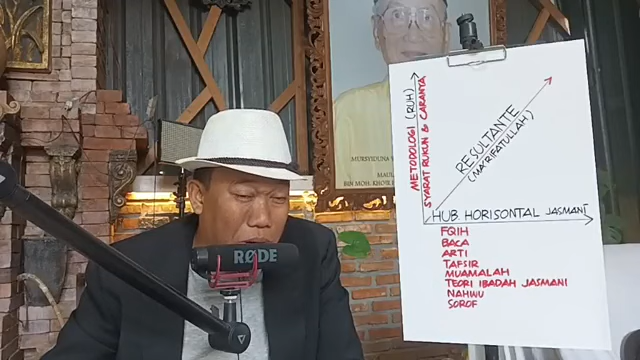 METODOLOGI (RUH)
SYARAT RUKUN & CARANYA
RESULTANTE
(MA'RIFATULLAH)
HUB. HORISONTAL JASMANI
FQIH
BACA
ARTI
TAFSIR
MUAMALAH
TEORI IBADAH JASMANI
NAHWU
SOROF
RØDE
MURSYIDUNA
MAUL
BIN MOH. KHOIR